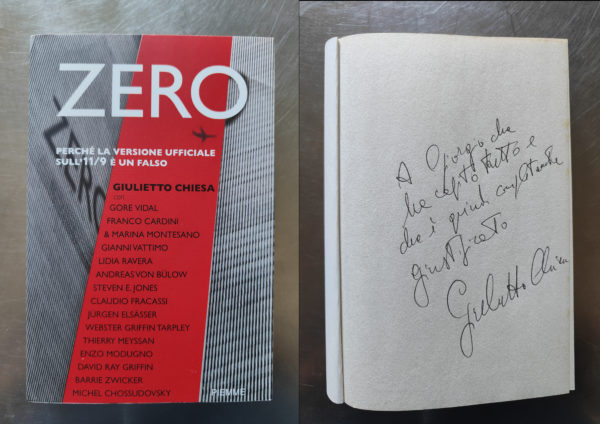 ZERO
PERCHÉ LA VERSIONE UFFICIALE
SULL'11/9 È UN FALSO
ZERO
GIULIETTO CHIESA
con
GORE VIDAL
FRANCO CARDINI
& MARINA MONTESANO
GIANNI VATTIMO
LIDIA RAVERA
ANDREAS VON BÜLOW
STEVEN E. JONES
CLAUDIO FRACASSI
JURGEN ELSÄSSER
WEBSTER GRIFFIN TARPLEY
THIERRY MEYSSAN
ENZO MODUGNO
DAVID RAY GRIFFIN
BARRIE ZWICKER
MICHEL CHOSSUDOVSKY
PIEMME
A Giorgio che
ha capito tutto e
che è quindi
giustificato
Giulietto Chiesa